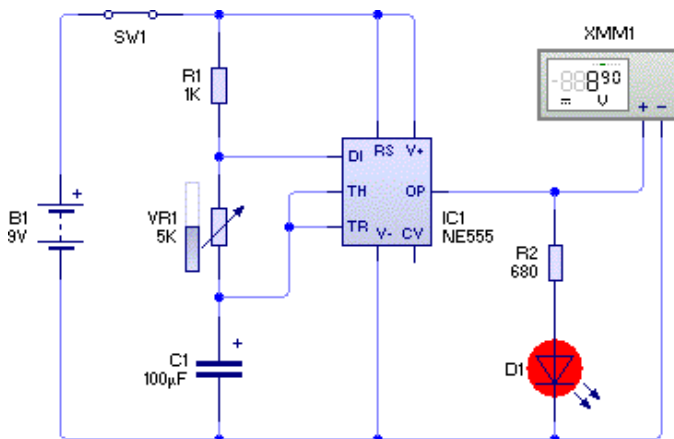 SW1
XMM1
-88890
V
+ −
R1
1K
DI
RS
V+
TH
OP
TR
V-
CV
IC1
NE555
+
B1
9V
VR1
5K
R2
680
+
C1
100µF
D1